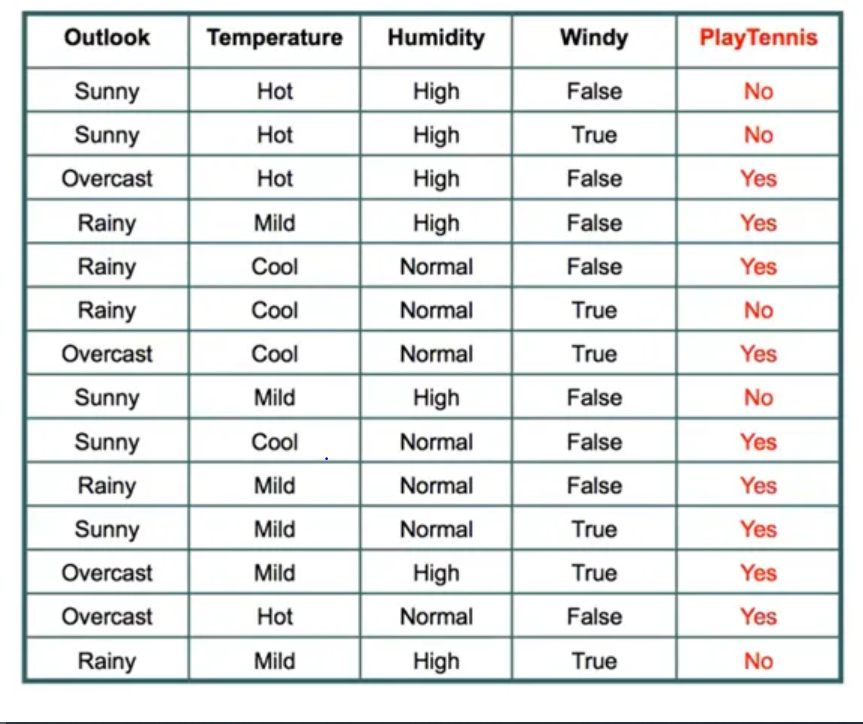 Outlook Temperature Humidity Windy PlayTennis
Sunny Hot High False No
Sunny Hot High True No
Overcast Hot High False Yes
Rainy Mild High False Yes
Rainy Cool Normal False Yes
Rainy Cool Normal True No
Overcast Cool Normal True Yes
Sunny Mild High False No
Sunny Cool Normal False Yes
Rainy Mild Normal False Yes
Sunny Mild Normal True Yes
Overcast Mild High True Yes
Overcast Hot Normal False Yes
Rainy Mild High True No